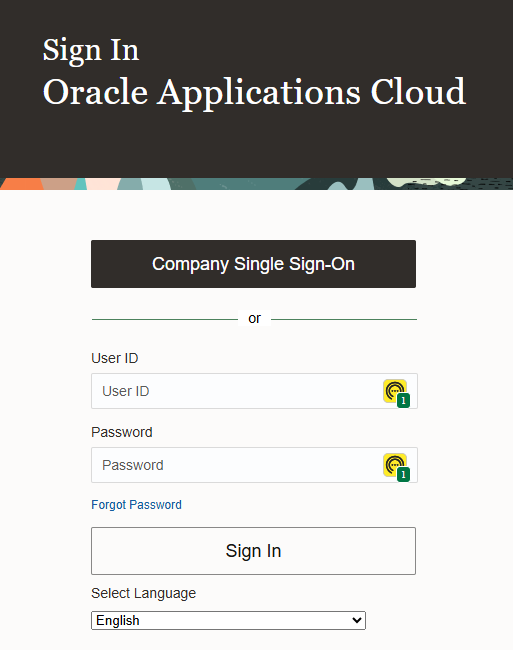 Sign In
Oracle Applications Cloud
Company Single Sign-On
or
User ID
User ID
1
Password
Password
1
Forgot Password
Sign In
Select Language
English